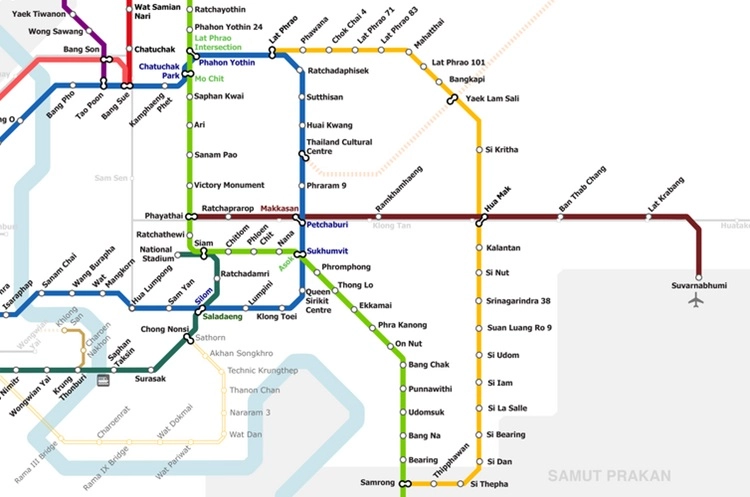 Yaek Tiwanon
Wong Sawang
Bang Son
Wat Samian
Nari
Chatuchak
Ratchayothin
Phahon Yothin 24
Lat Phrao
Intersection
Phahon Yothin
Chatuchak
Park
Mo Chit
Lat Phrao
Phawana
Chok Chai 4
Lat Phrao 71
Lat Phrao 83
Mahatthai
Lat Phrao 101
Bangkapi
Yaek Lam Sali
Bang Pho
Tao Poon
Bang Sue
Kamphaeng
Phet
Ratchadaphisek
Sutthisan
Huai Kwang
Thailand Cultural
Centre
Phraram 9
Saphan Kwai
Ari
Sanam Pao
Victory Monument
Sam Sen
Si Kritha
Phayathai
Ratchaprarop
Makkasan
Petchaburi
Ramkhamhaeng
Klong Tan
Hua Mak
Ban Thab Chang
Lat Krabang
Suvarnabhumi
Ratchathewi
National
Stadium
Siam
Chitlom
Phloen
Chit
Nana
Asok
Sukhumvit
Kalantan
Si Nut
Srinagarindra 38
Suan Luang Ro 9
Si Udom
Si Iam
Si La Salle
Si Bearing
Si Dan
Si Thepha
Thipphawan
Samrong
Isaraphap
Sanam Chai
Wang Burapha
Wat
Mangkorn
Hua Lumpong
Sam Yan
Silom
Saladaeng
Ratchadamri
Lumpini
Klong Toei
Queen
Sirikit
Centre
Phromphong
Thong Lo
Ekkamai
Phra Kanong
On Nut
Bang Chak
Punnawithi
Udomsuk
Bang Na
Bearing
Wongwian
Yai
Khlong
San
Charoen
Nakhon
Chong Nonsi
Sathorn
Akhan Songkhro
Technic Krungthep
Thanon Chan
Nararam 3
Wat Dan
Wongwian Yai
Krung
Thonburi
Saphan
Taksin
Surasak
Rama III Bridge
Charoenrat
Rama IX Bridge
Wat Dokmai
Wat Pariwat
SAMUT PRAKAN